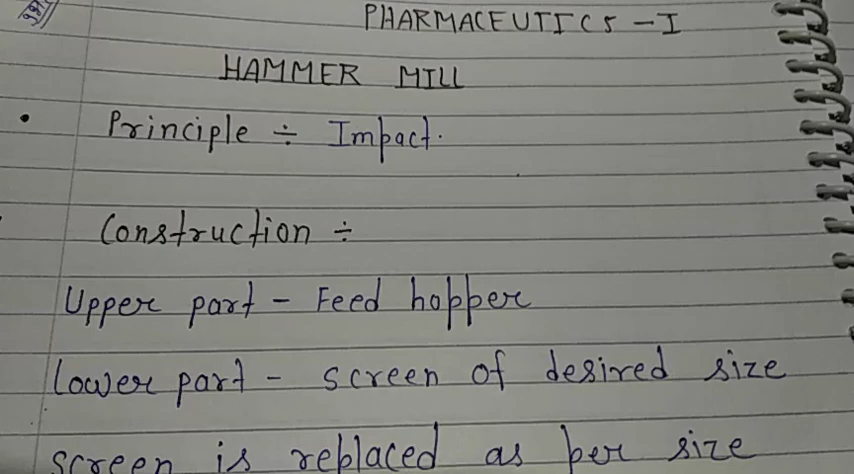 PHARMACEUTICS - I
HAMMER MILL
• Principle ÷ Impact.
Construction ÷
Upper part - Feed hopper
Lower part - screen of desired size
screen is replaced as per size